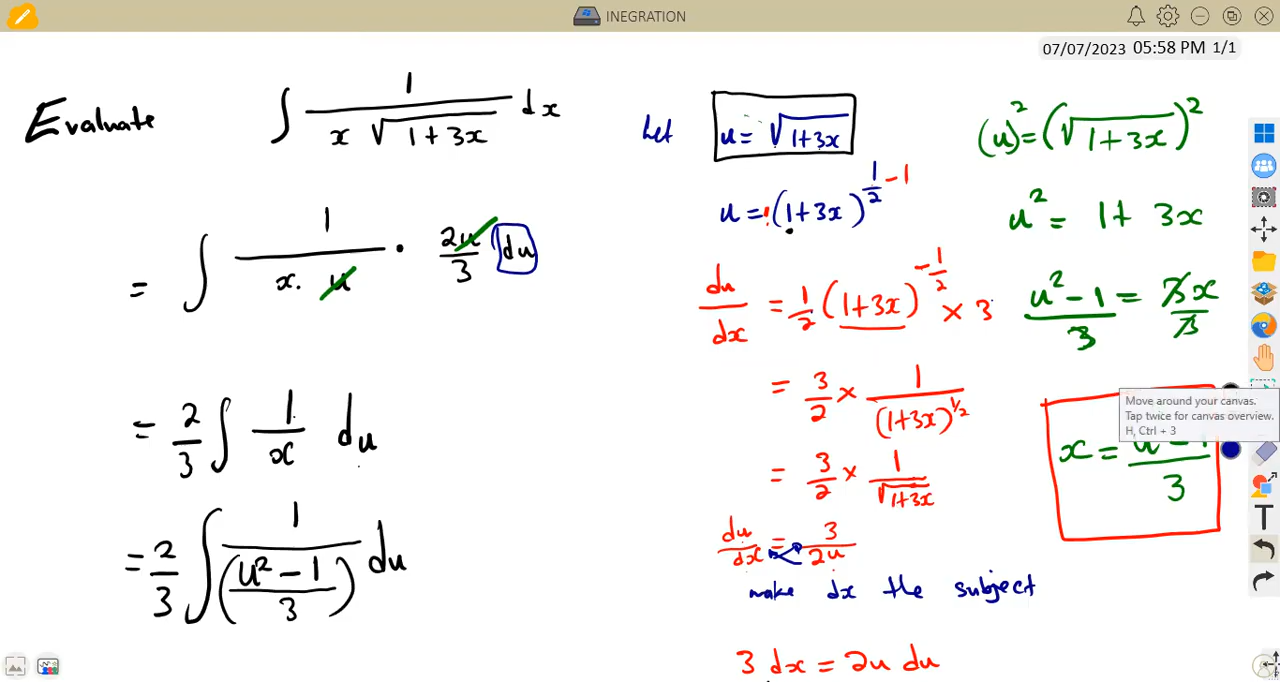 INEGRATION
07/07/2023 05:58 PM 1/1
Evaluate ∫ 1/(x √(1+3x)) dx
= ∫ 1/(x. u) · 2u/3 du
= 2/3 ∫ 1/x du
= 2/3 ∫ 1/((u² – 1)/3) du
Let u = √(1+3x)
u = (1+3x)^(1/2 – 1)
du/dx = 1/2 (1+3x)^(-1/2) × 3
= 3/2 × 1/(1+3x)^(1/2)
= 3/2 × 1/√(1+3x)
du/dx = 3/2u
make dx the subject
3 dx = 2u du
(u)² = (√(1+3x))²
u² = 1 + 3x
(u² – 1)/3 = 3x/3
Move around your canvas.
Tap twice for canvas overview.
H, Ctrl + 3
x = /3
T